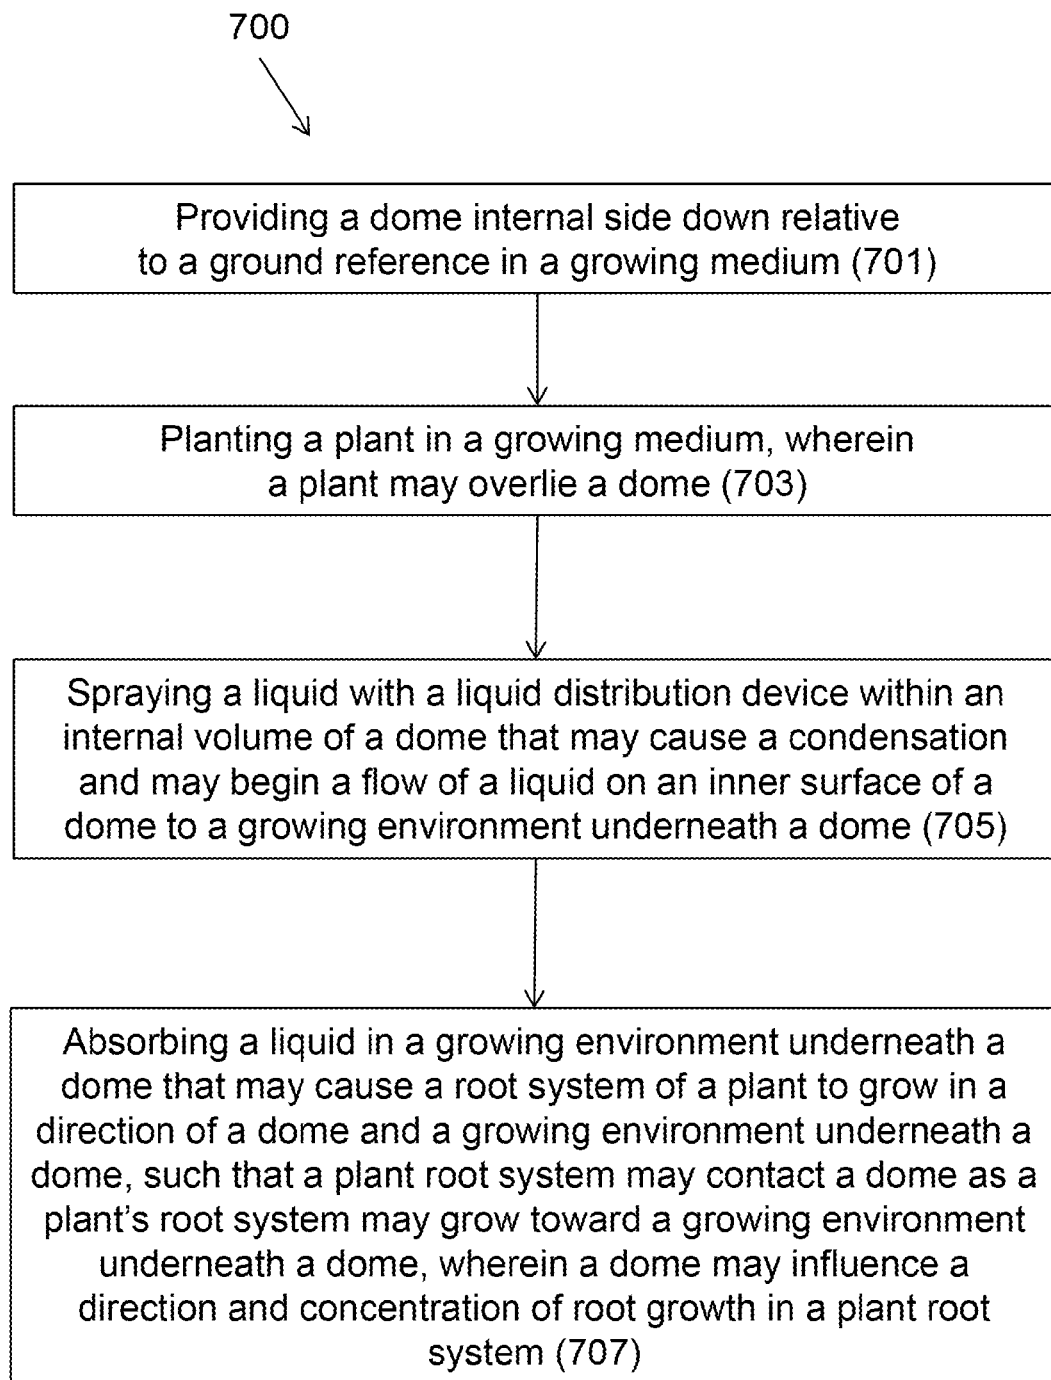 700
Providing a dome internal side down relative
to a ground reference in a growing medium (701)
Planting a plant in a growing medium, wherein
a plant may overlie a dome (703)
Spraying a liquid with a liquid distribution device within an
internal volume of a dome that may cause a condensation
and may begin a flow of a liquid on an inner surface of a
dome to a growing environment underneath a dome (705)
Absorbing a liquid in a growing environment underneath a
dome that may cause a root system of a plant to grow in a
direction of a dome and a growing environment underneath a
dome, such that a plant root system may contact a dome as a
plant's root system may grow toward a growing environment
underneath a dome, wherein a dome may influence a
direction and concentration of root growth in a plant root
system (707)